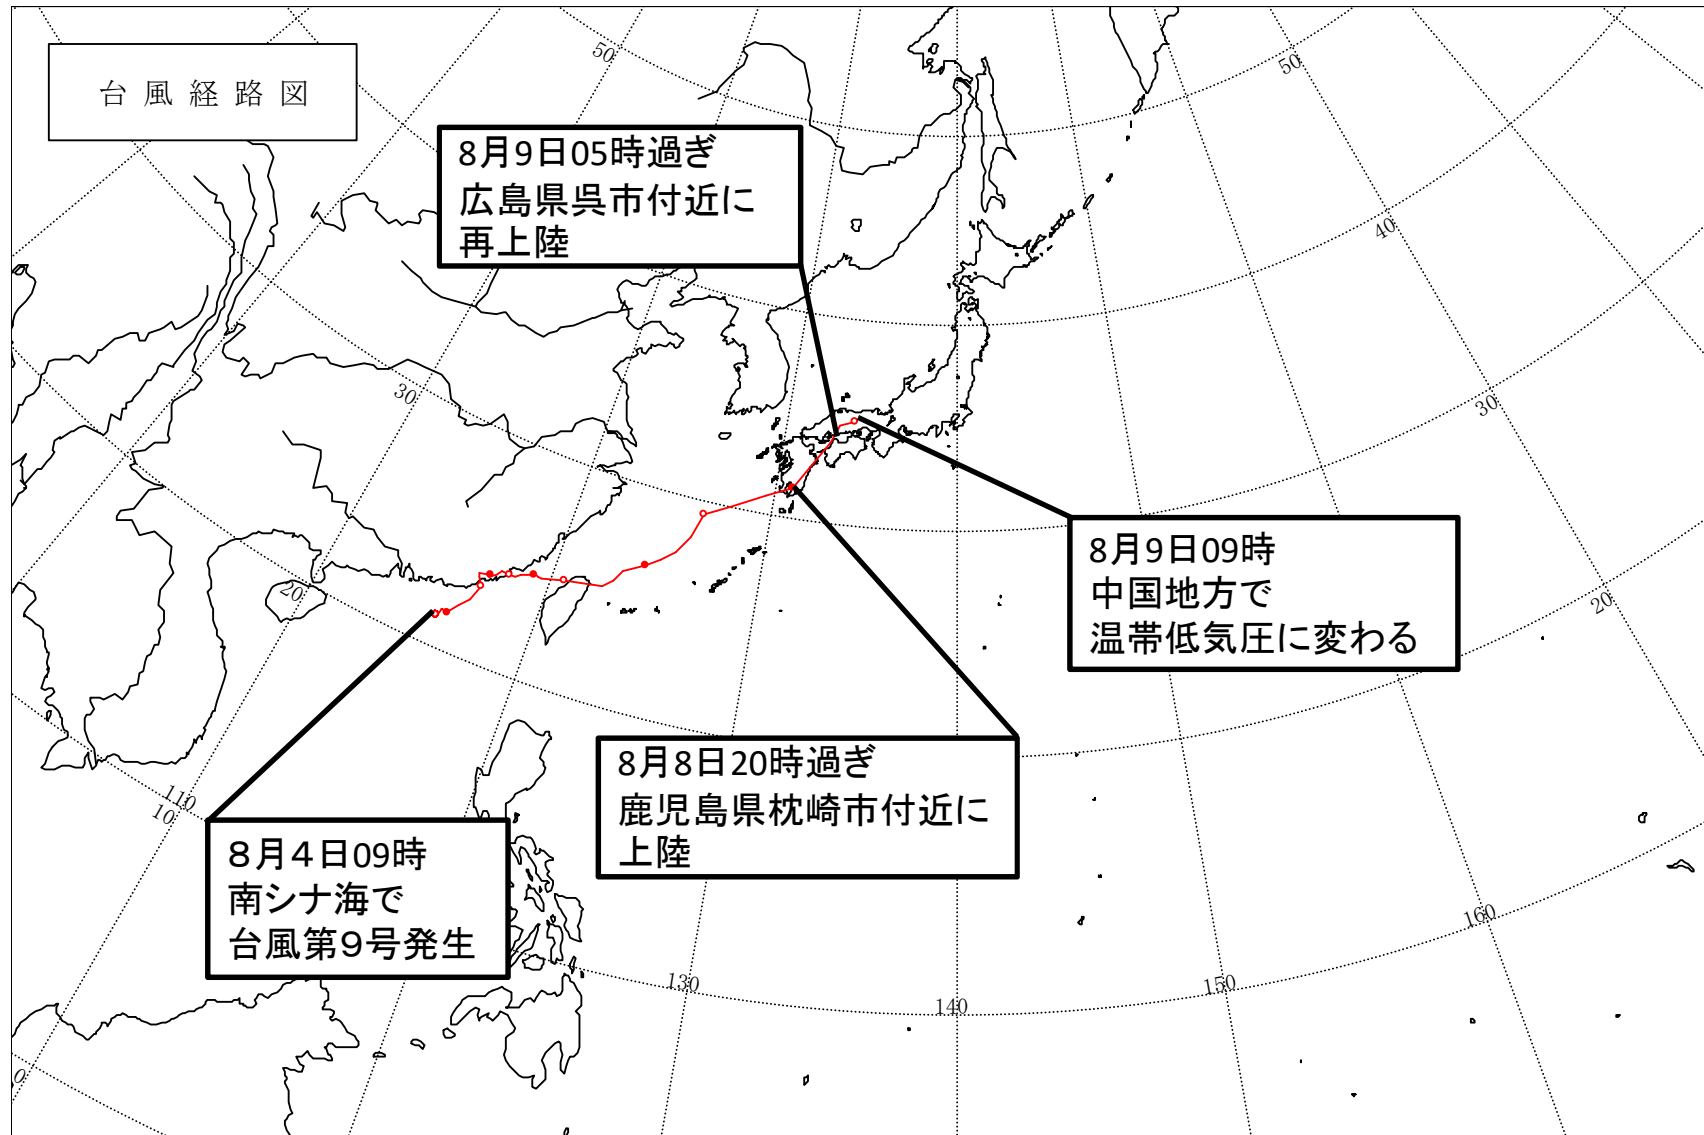 台風経路図
8月9日05時過ぎ
広島県呉市付近に
再上陸
8月9日09時
中国地方で
温帯低気圧に変わる
8月8日20時過ぎ
鹿児島県枕崎市付近に
上陸
８月４日09時
南シナ海で
台風第９号発生
50
50
40
30
30
20
20
110
10
160
130
150
140
0